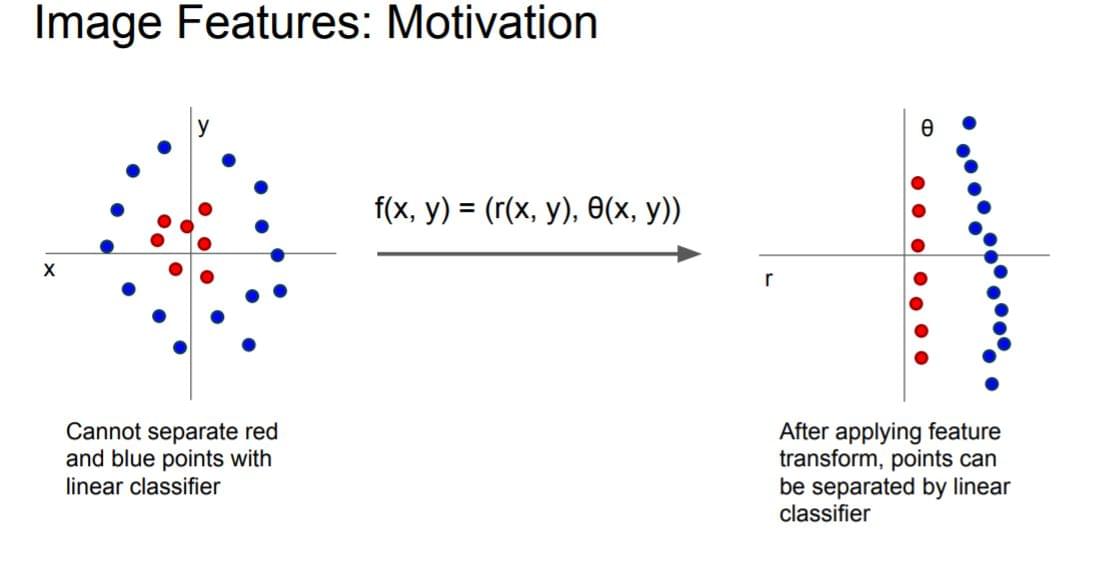 Image Features: Motivation
y
x
f(x, y) = (r(x, y), θ(x, y))
θ
r
Cannot separate red
and blue points with
linear classifier
After applying feature
transform, points can
be separated by linear
classifier